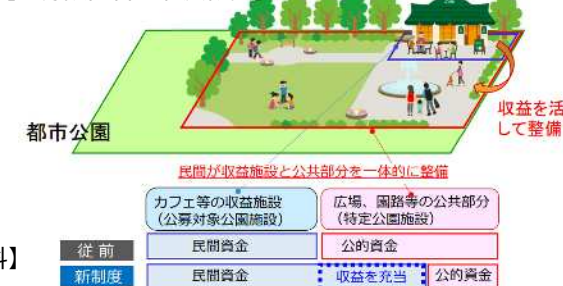 都市公園
収益を活
して整備
民間が収益施設と公共部分を一体的に整備
カフェ等の収益施設
(公募対象公園施設)
広場、園路等の公共部分
(特定公園施設)
従前
民間資金
公的資金
料】
新制度
民間資金
収益を充当
公的資金